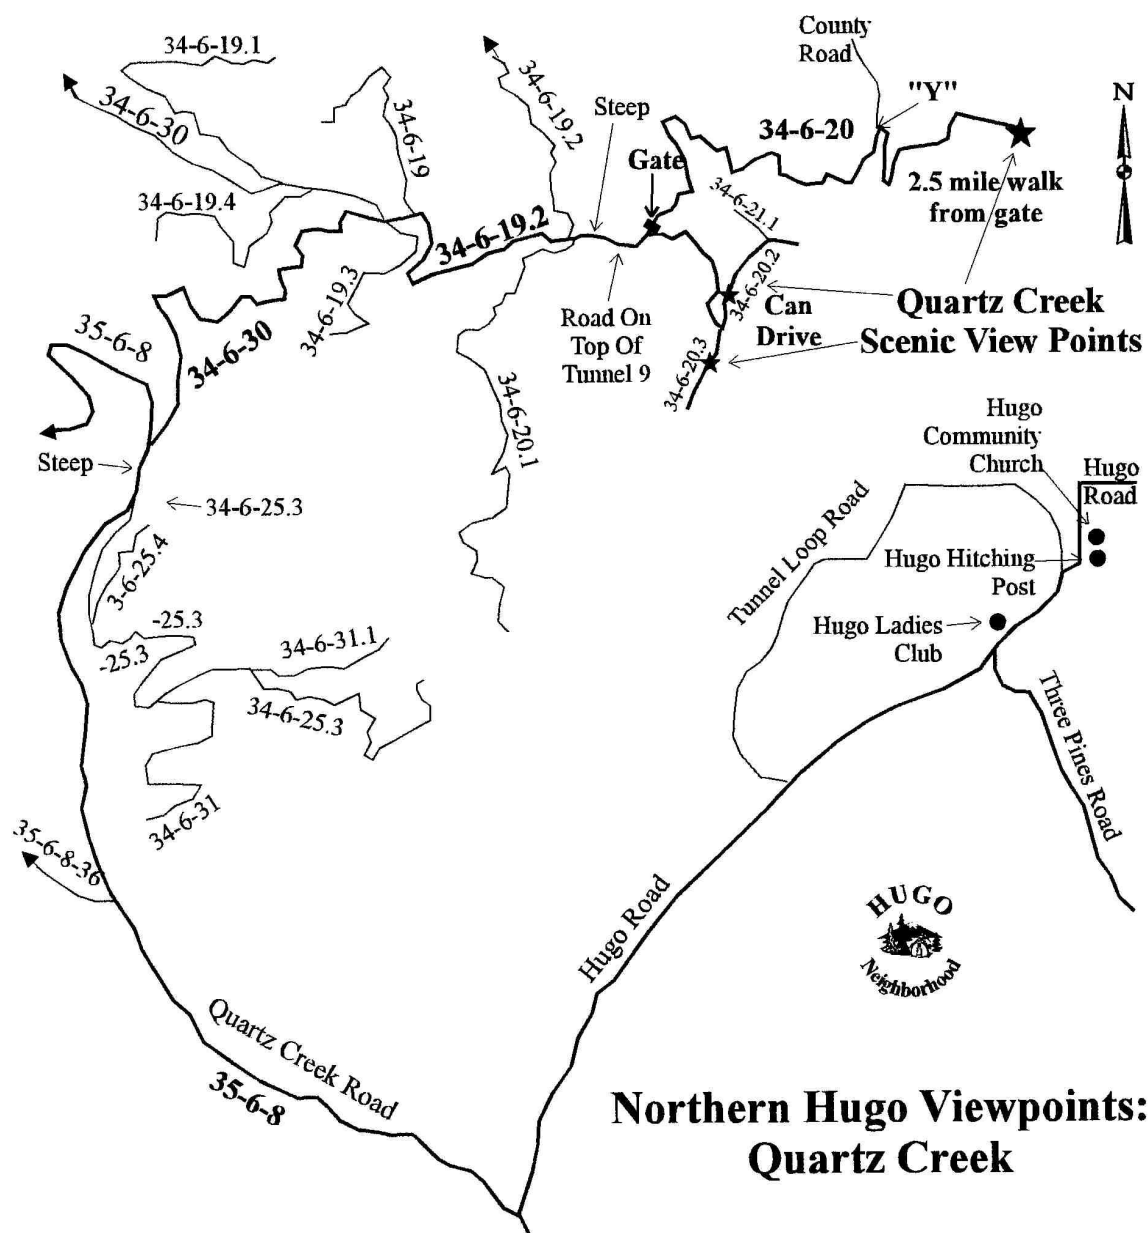 34-6-19.1
34-6-30
34-6-19
34-6-19.2
Steep
County
Road
"Y"
N
34-6-20
Gate
2.5 mile walk
from gate
34-6-19.4
34-6-19.2
34-6-21.1
34-6-19.3
34-6-20.2
Can
Drive
Quartz Creek
Scenic View Points
Road On
Top Of
Tunnel 9
35-6-8
34-6-30
34-6-20.3
34-6-20.1
Steep
34-6-25.3
3-6-25.4
Hugo
Community
Church
Hugo
Road
Tunnel Loop Road
Hugo Hitching
Post
Hugo Ladies
Club
-25.3
-25.3
34-6-31.1
34-6-25.3
Three Pines Road
34-6-31
35-6-8-36
Hugo Road
HUGO
Neighborhood
Quartz Creek Road
35-6-8
Northern Hugo Viewpoints:
Quartz Creek